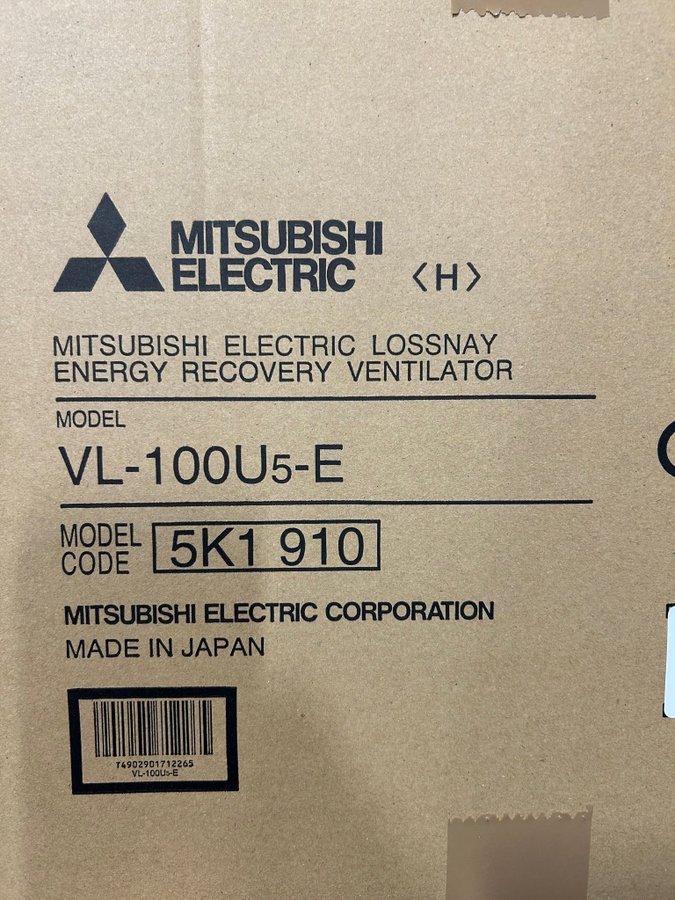 MITSUBISHI
ELECTRIC 〈H〉
MITSUBISHI ELECTRIC LOSSNAY
ENERGY RECOVERY VENTILATOR
MODEL
VL-100U5-E
MODEL
CODE 5K1 910
MITSUBISHI ELECTRIC CORPORATION
MADE IN JAPAN
T4902901712265
VL-100U5-E